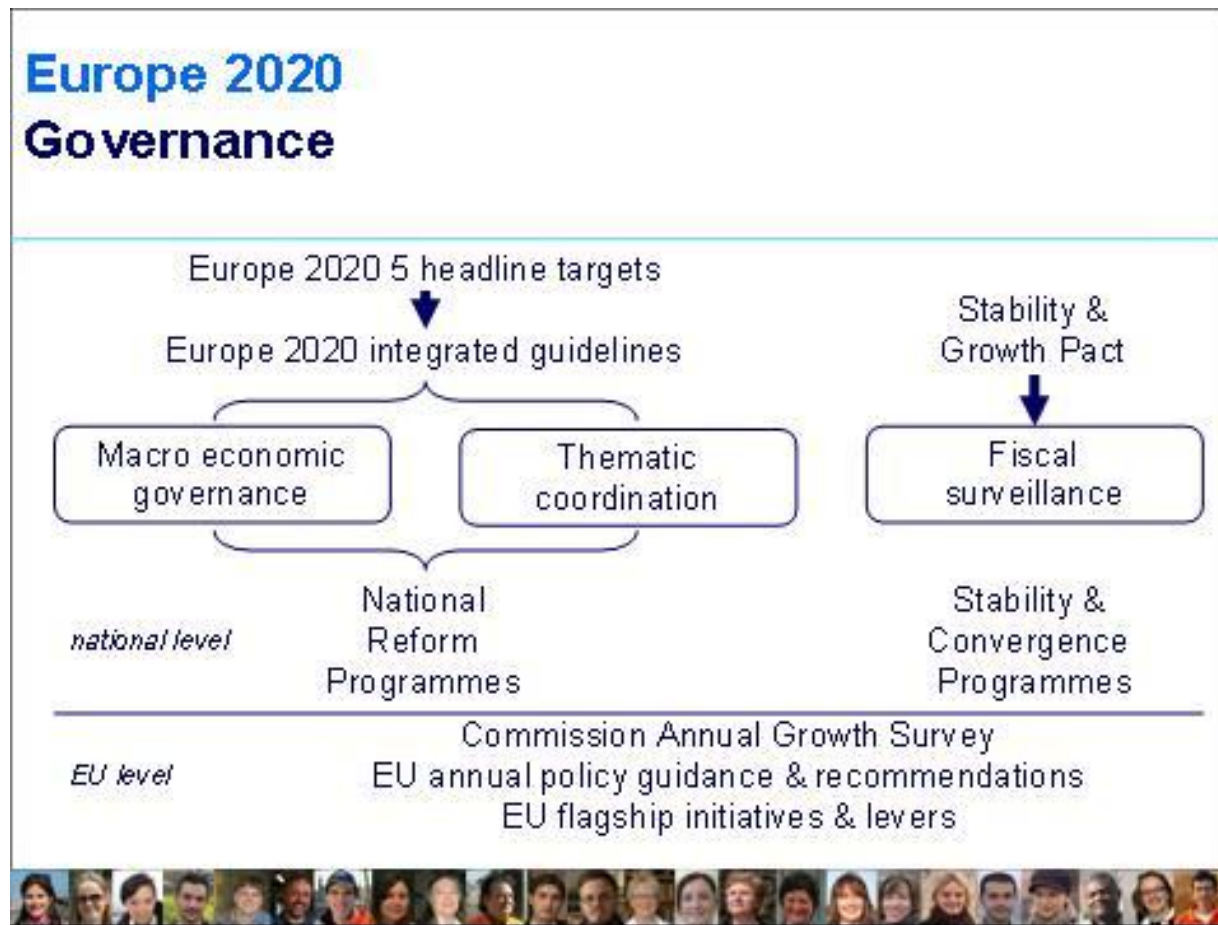 Europe 2020
Governance
Europe 2020 5 headline targets
Europe 2020 integrated guidelines
Stability &
Growth Pact
Macro economic
governance
Thematic
coordination
Fiscal
surveillance
national level
National
Reform
Programmes
Stability &
Convergence
Programmes
EU level
Commission Annual Growth Survey
EU annual policy guidance & recommendations
EU flagship initiatives & levers